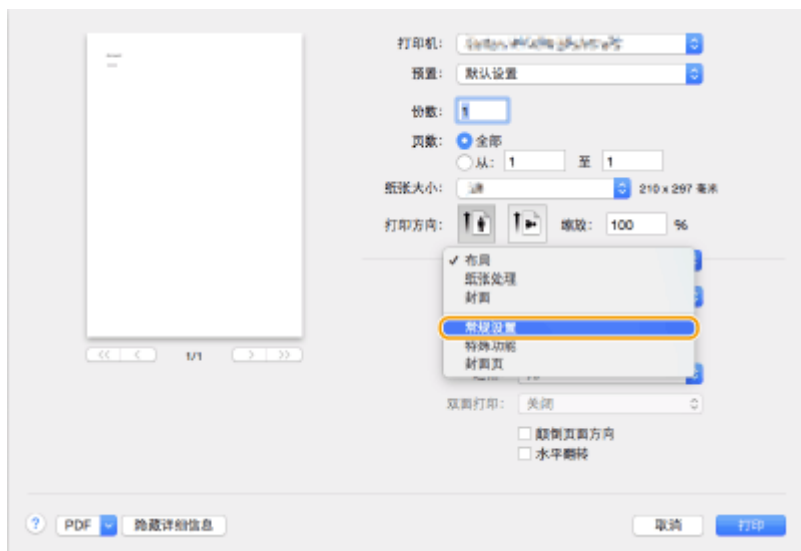 打印机:
预置: 默认设置
份数: 1
页数: 全部
从: 1 至 1
纸张大小: 210 x 297 毫米
打印方向: 缩放: 100 %
✓ 布局
纸张处理
封面
常规设置
特殊功能
封面页
1/1
双面打印: 关闭
颠倒页面方向
水平翻转
? PDF 隐藏详细信息 取消 打印